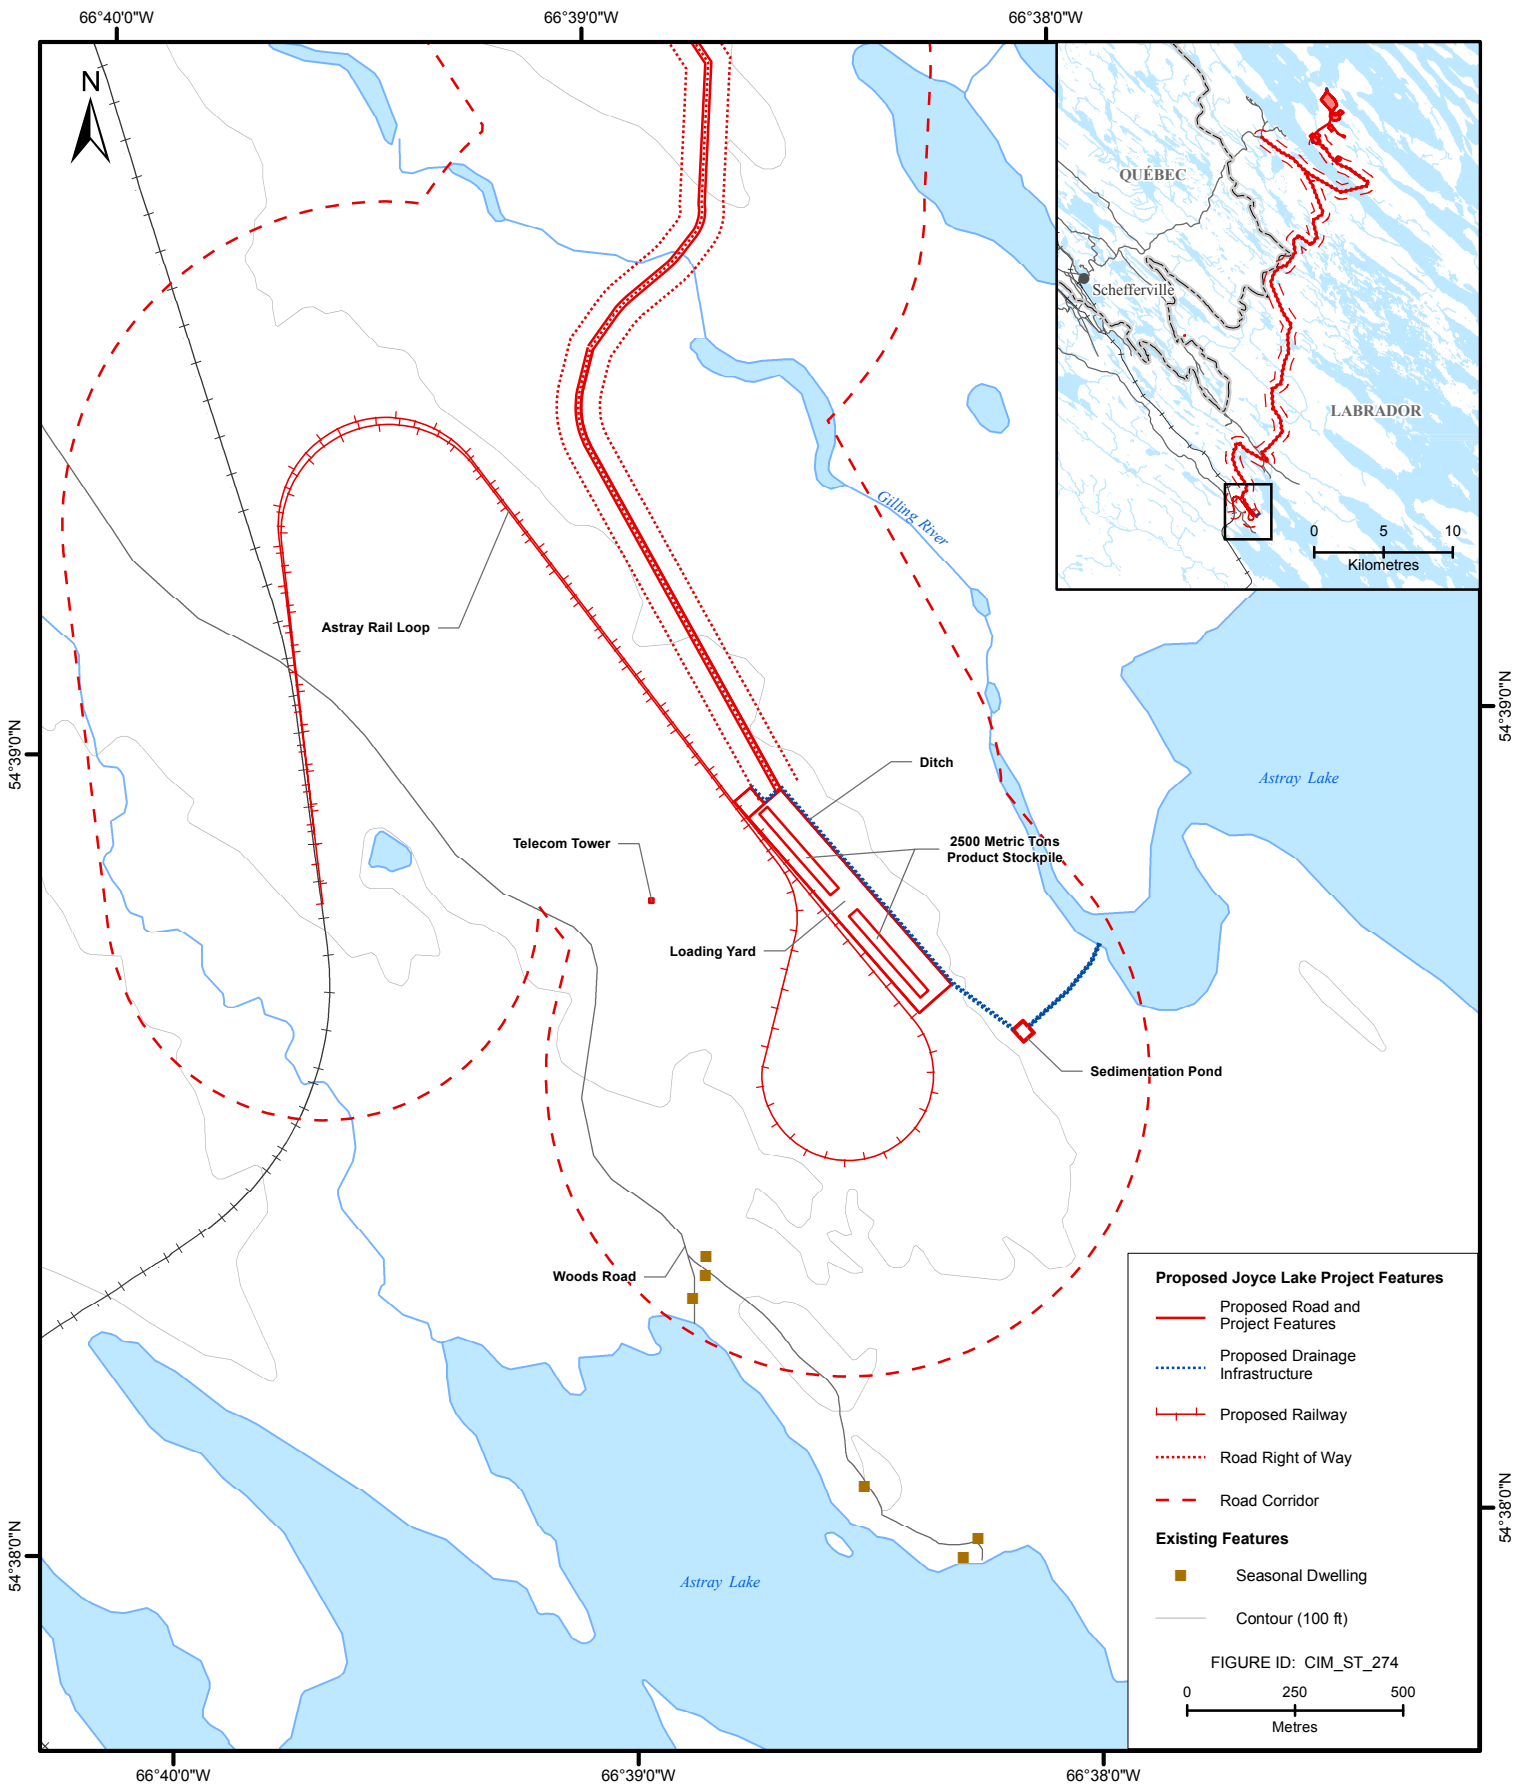 66°40'0"W
66°39'0"W
66°38'0"W
N
QUÉBEC
Schefferville
LABRADOR
0 5 10
Kilometres
Gilling River
Astray Rail Loop
54°39'0"N
54°39'0"N
Ditch
Astray Lake
Telecom Tower
2500 Metric Tons
Product Stockpile
Loading Yard
Sedimentation Pond
Woods Road
Astray Lake
54°38'0"N
54°38'0"N
Proposed Joyce Lake Project Features
Proposed Road and
Project Features
Proposed Drainage
Infrastructure
Proposed Railway
Road Right of Way
Road Corridor
Existing Features
Seasonal Dwelling
Contour (100 ft)
FIGURE ID: CIM_ST_274
0 250 500
Metres
66°40'0"W
66°39'0"W
66°38'0"W